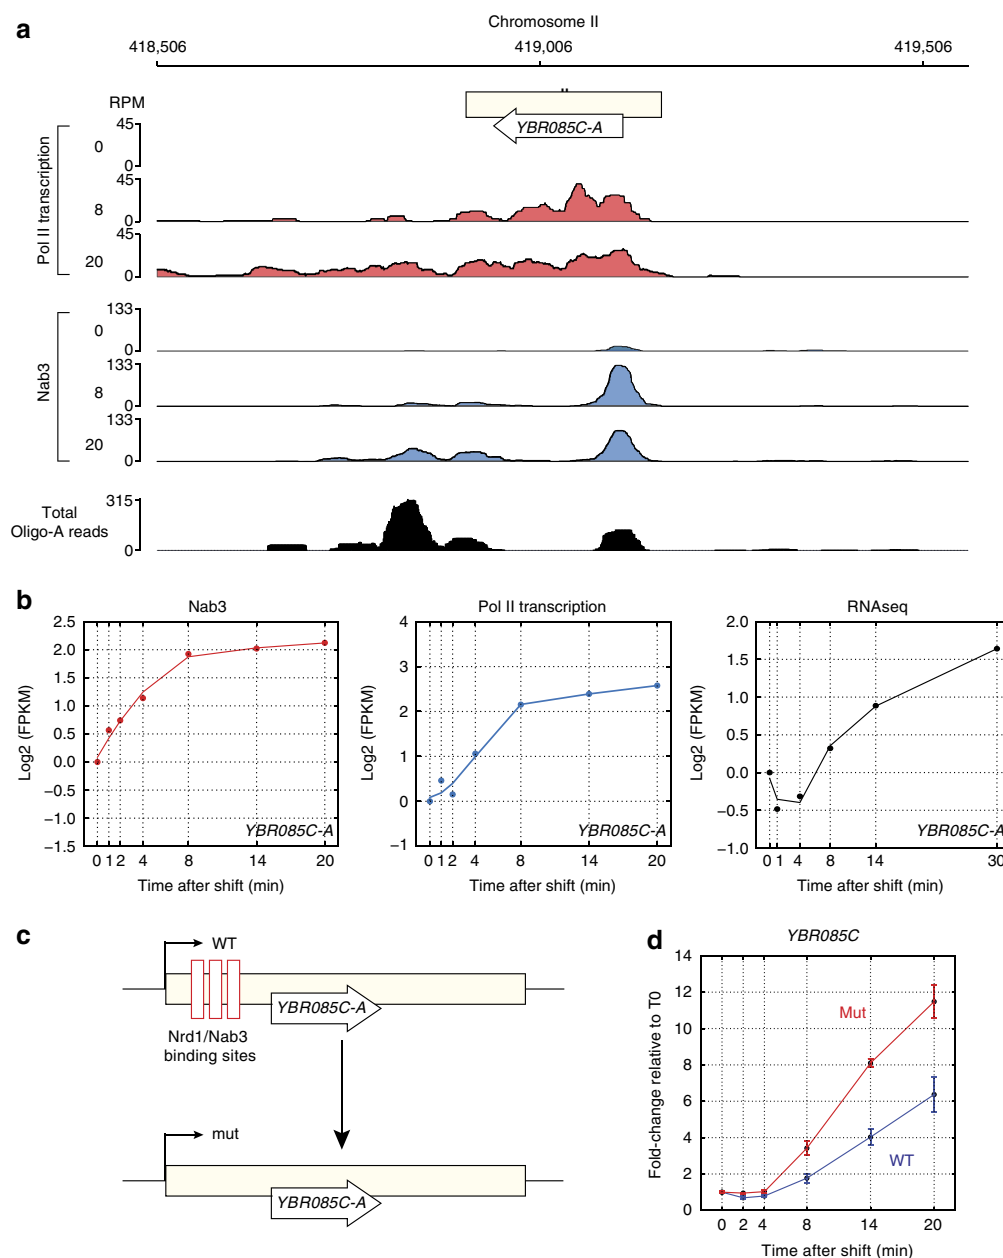 a
Chromosome II
418,506 419,006 419,506
RPM
YBR085C-A
Pol II transcription
45
0
0
45
8
0
45
20
0
Nab3
133
0
0
133
8
0
133
20
0
Total
Oligo-A reads
315
0
b
Nab3
Log2 (FPKM)
2.5
2.0
1.5
1.0
0.5
0.0
−0.5
−1.0
−1.5
YBR085C-A
0 1 2 4 8 14 20
Time after shift (min)
Pol II transcription
Log2 (FPKM)
4
3
2
1
0
−1
YBR085C-A
0 1 2 4 8 14 20
Time after shift (min)
RNAseq
Log2 (FPKM)
2.0
1.5
1.0
0.5
0.0
−0.5
−1.0
YBR085C-A
0 1 4 8 14 30
Time after shift (min)
c
WT
YBR085C-A
Nrd1/Nab3
binding sites
mut
YBR085C-A
d
YBR085C
Fold-change relative to T0
14
12
10
8
6
4
2
0
Mut
WT
0 2 4 8 14 20
Time after shift (min)